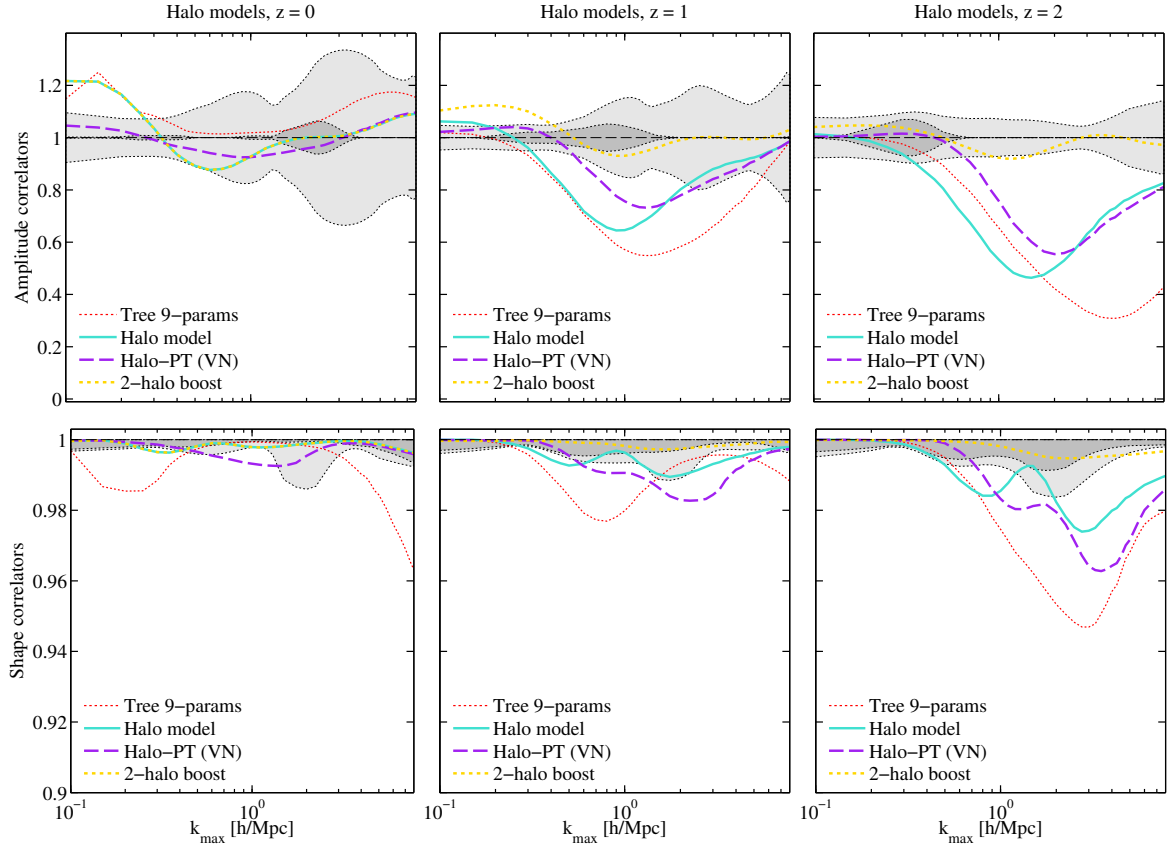 Halo models, z = 0
Halo models, z = 1
Halo models, z = 2
Amplitude correlators
1.2
1
0.8
0.6
0.4
0.2
0
Tree 9−params
Halo model
Halo−PT (VN)
2−halo boost
Tree 9−params
Halo model
Halo−PT (VN)
2−halo boost
Tree 9−params
Halo model
Halo−PT (VN)
2−halo boost
Shape correlators
1
0.98
0.96
0.94
0.92
0.9
Tree 9−params
Halo model
Halo−PT (VN)
2−halo boost
Tree 9−params
Halo model
Halo−PT (VN)
2−halo boost
Tree 9−params
Halo model
Halo−PT (VN)
2−halo boost
10⁻¹ 10⁰
10⁻¹ 10⁰
10⁻¹ 10⁰
k_max [h/Mpc]
k_max [h/Mpc]
k_max [h/Mpc]